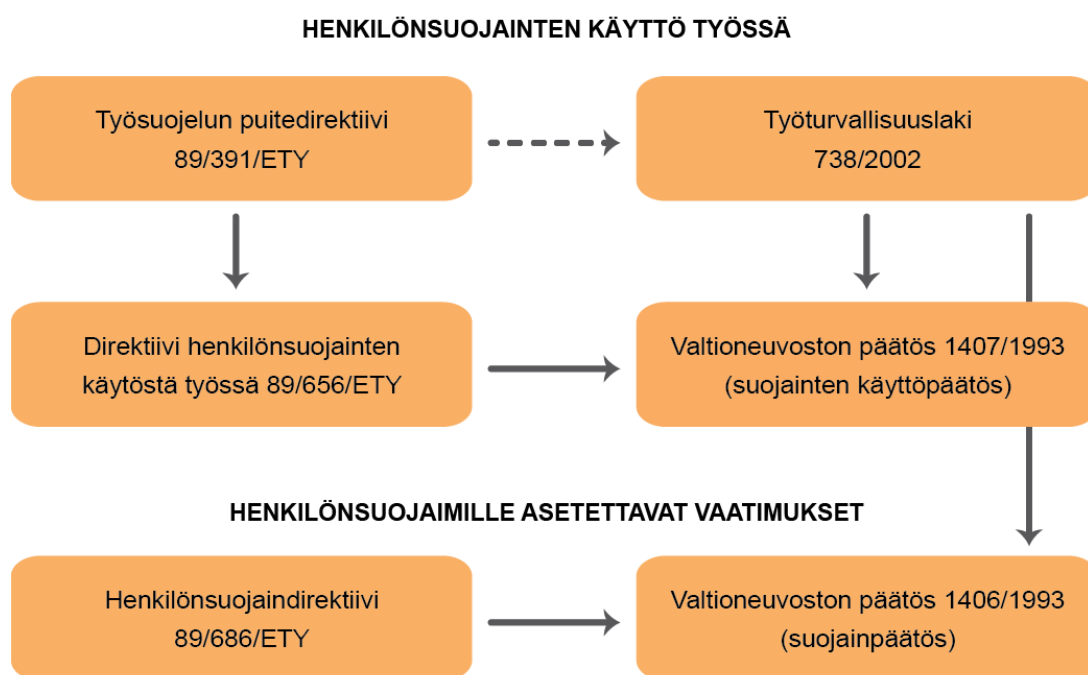 HENKILÖNSUOJAINTEN KÄYTTÖ TYÖSSÄ
Työsuojelun puitedirektiivi
89/391/ETY
Työturvallisuuslaki
738/2002
Direktiivi henkilönsuojainten
käytöstä työssä 89/656/ETY
Valtioneuvoston päätös 1407/1993
(suojainten käyttöpäätös)
HENKILÖNSUOJAIMILLE ASETETTAVAT VAATIMUKSET
Henkilönsuojaindirektiivi
89/686/ETY
Valtioneuvoston päätös 1406/1993
(suojainpäätös)